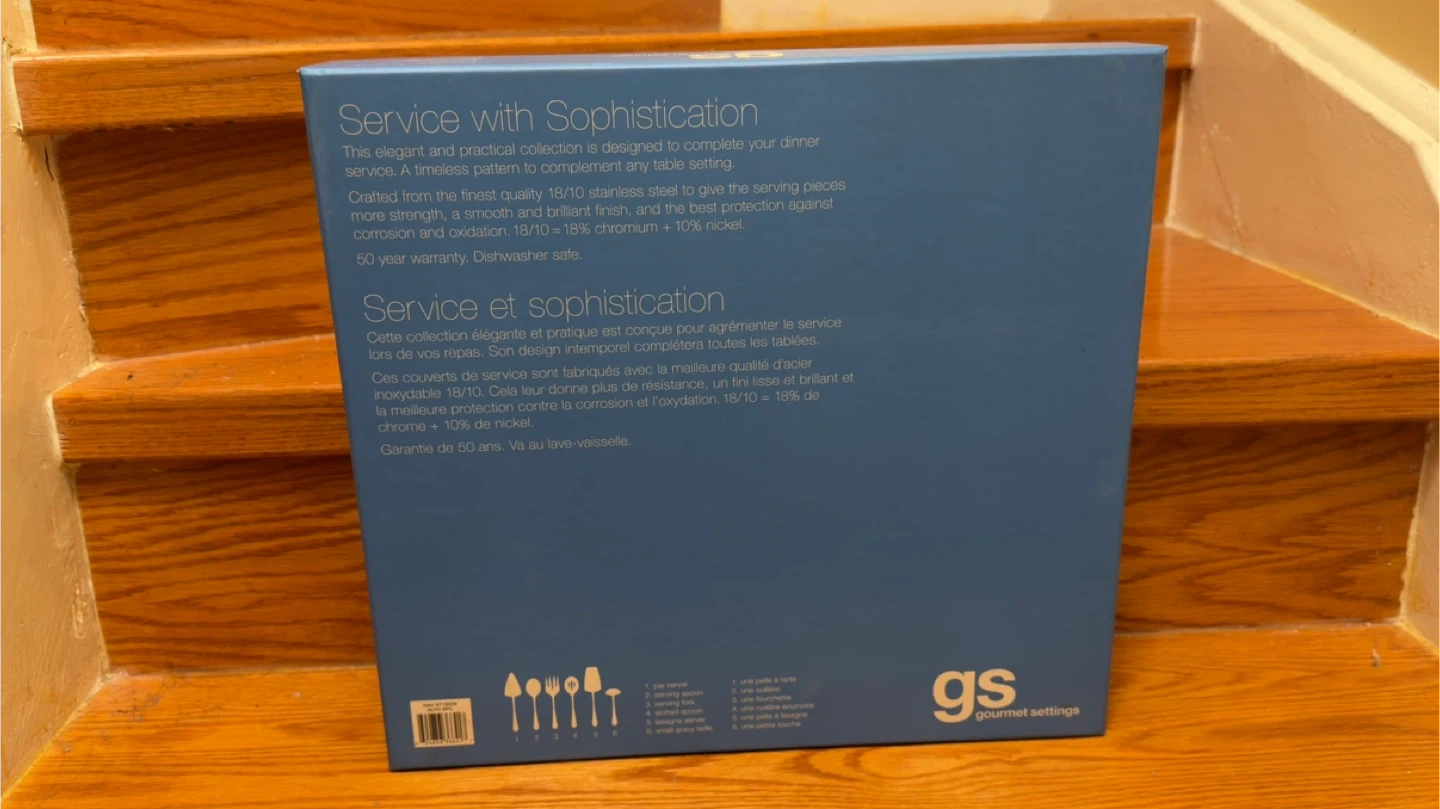 gs
Service with Sophistication
This elegant and practical collection is designed to complete your dinner
service. A timeless pattern to complement any table setting.
Crafted from the finest quality 18/10 stainless steel to give the serving pieces
more strength, a smooth and brilliant finish, and the best protection against
corrosion and oxidation. 18/10 = 18% chromium + 10% nickel.
50 year warranty. Dishwasher safe.
Service et sophistication
Cette collection élégante et pratique est conçue pour agrémenter le service
lors de vos repas. Son design intemporel complétera toutes les tablées.
Ces couverts de service sont fabriqués avec la meilleure qualité d'acier
inoxydable 18/10. Cela leur donne plus de résistance, un fini lisse et brillant et
la meilleure protection contre la corrosion et l'oxydation. 18/10 = 18% de
chrome + 10% de nickel.
Garantie de 50 ans. Va au lave-vaisselle.
1 2 3 4 5 6
1. pie server
2. serving spoon
3. serving fork
4. slotted spoon
5. lasagna server
6. small gravy ladle
1. une pelle à tarte
2. une cuillère
3. une fourchette
4. une cuillère écumoire
5. une pelle à lasagne
6. une petite louche
gs
gourmet settings